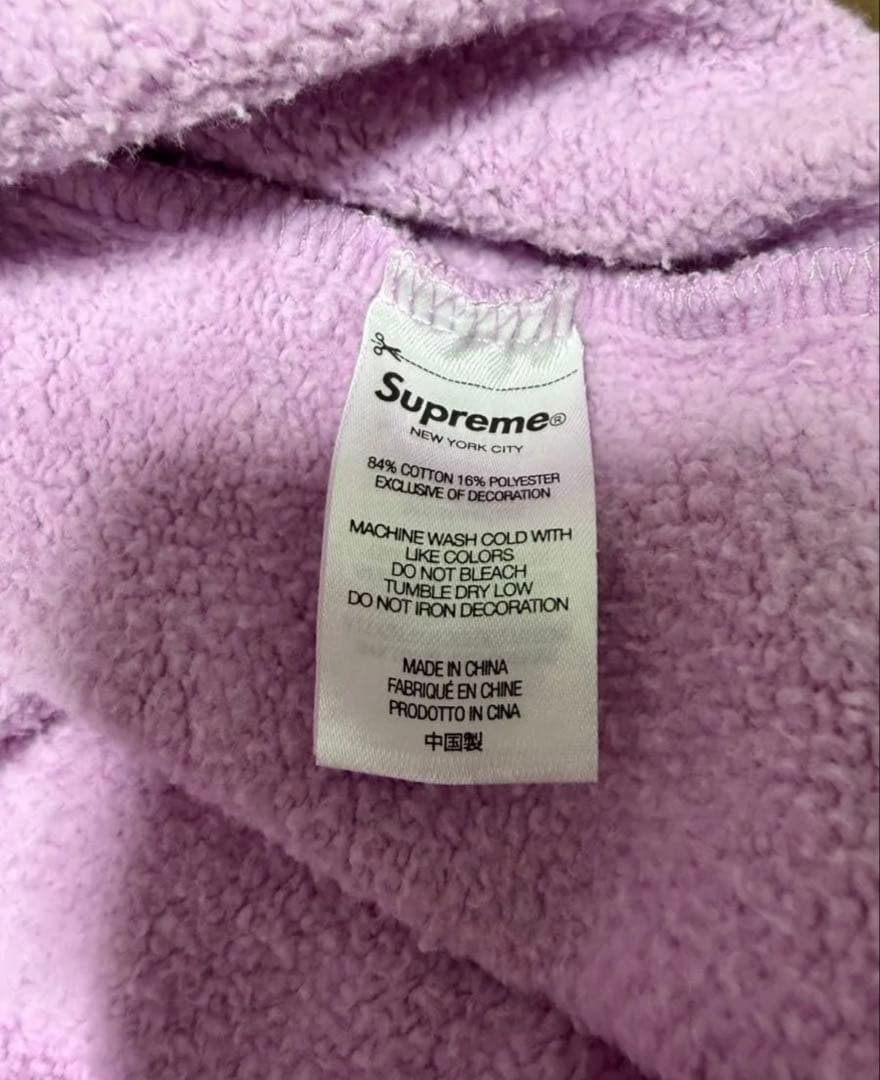 Supreme®
NEW YORK CITY
84% COTTON 16% POLYESTER
EXCLUSIVE OF DECORATION
MACHINE WASH COLD WITH
LIKE COLORS
DO NOT BLEACH
TUMBLE DRY LOW
DO NOT IRON DECORATION
MADE IN CHINA
FABRIQUÉ EN CHINE
PRODOTTO IN CINA
中国製